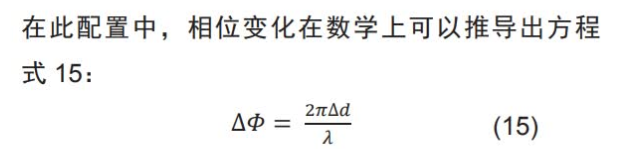 在此配置中，相位变化在数学上可以推导出方程
式 15：
ΔΦ = 2πΔd/λ (15)